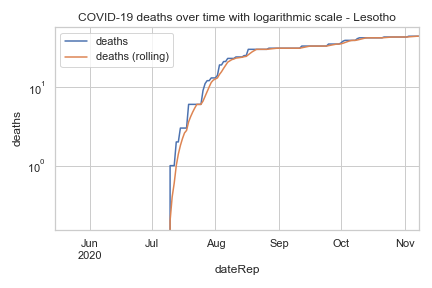 COVID-19 deaths over time with logarithmic scale - Lesotho
deaths
deaths (rolling)
10¹
10⁰
deaths
Jun
2020
Jul
Aug
Sep
Oct
Nov
dateRep